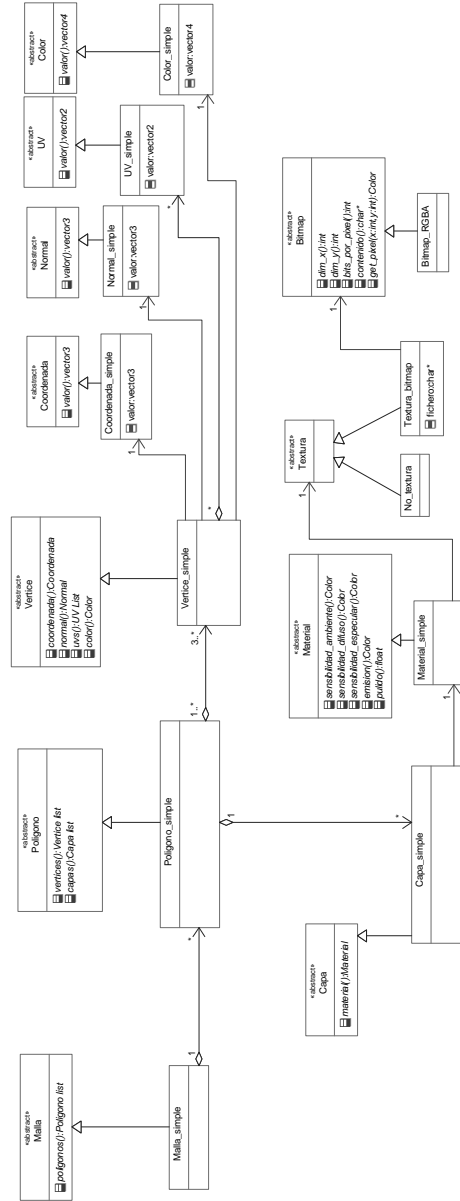 «abstract»
Malla
poligonos():Poligono list
Malla_simple
1
*
«abstract»
Poligono
vertices():Vertice list
capas():Capa list
Poligono_simple
1..*
3..*
1
*
«abstract»
Vertice
coordenada():Coordenada
normal():Normal
uvs():UV List
color():Color
Vertice_simple
*
1
1
*
1
«abstract»
Coordenada
valor():vector3
Coordenada_simple
valor:vector3
«abstract»
Normal
valor():vector3
Normal_simple
valor:vector3
«abstract»
UV
valor():vector2
UV_simple
valor:vector2
«abstract»
Color
valor():vector4
Color_simple
valor:vector4
«abstract»
Capa
material():Material
Capa_simple
1
«abstract»
Material
sensibilidad_ambiente():Color
sensibilidad_difuso():Color
sensibilidad_especular():Color
emision():Color
pulido():float
Material_simple
1
«abstract»
Textura
No_textura
Textura_bitmap
fichero:char*
1
«abstract»
Bitmap
dim_x():int
dim_y():int
bits_por_pixel():int
contenido():char*
get_pixel(x:int,y:int):Color
Bitmap_RGBA